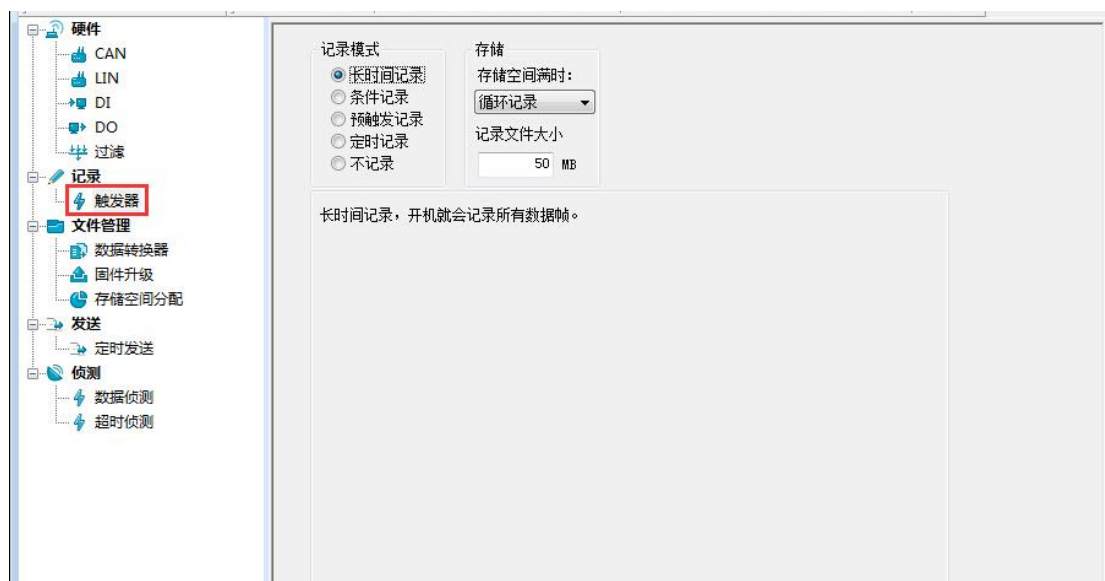 硬件
CAN
LIN
DI
DO
过滤
记录
触发器
文件管理
数据转换器
固件升级
存储空间分配
发送
定时发送
侦测
数据侦测
超时侦测
记录模式
长时间记录
条件记录
预触发记录
定时记录
不记录
存储
存储空间满时：
循环记录
记录文件大小
50 MB
长时间记录，开机就会记录所有数据帧。